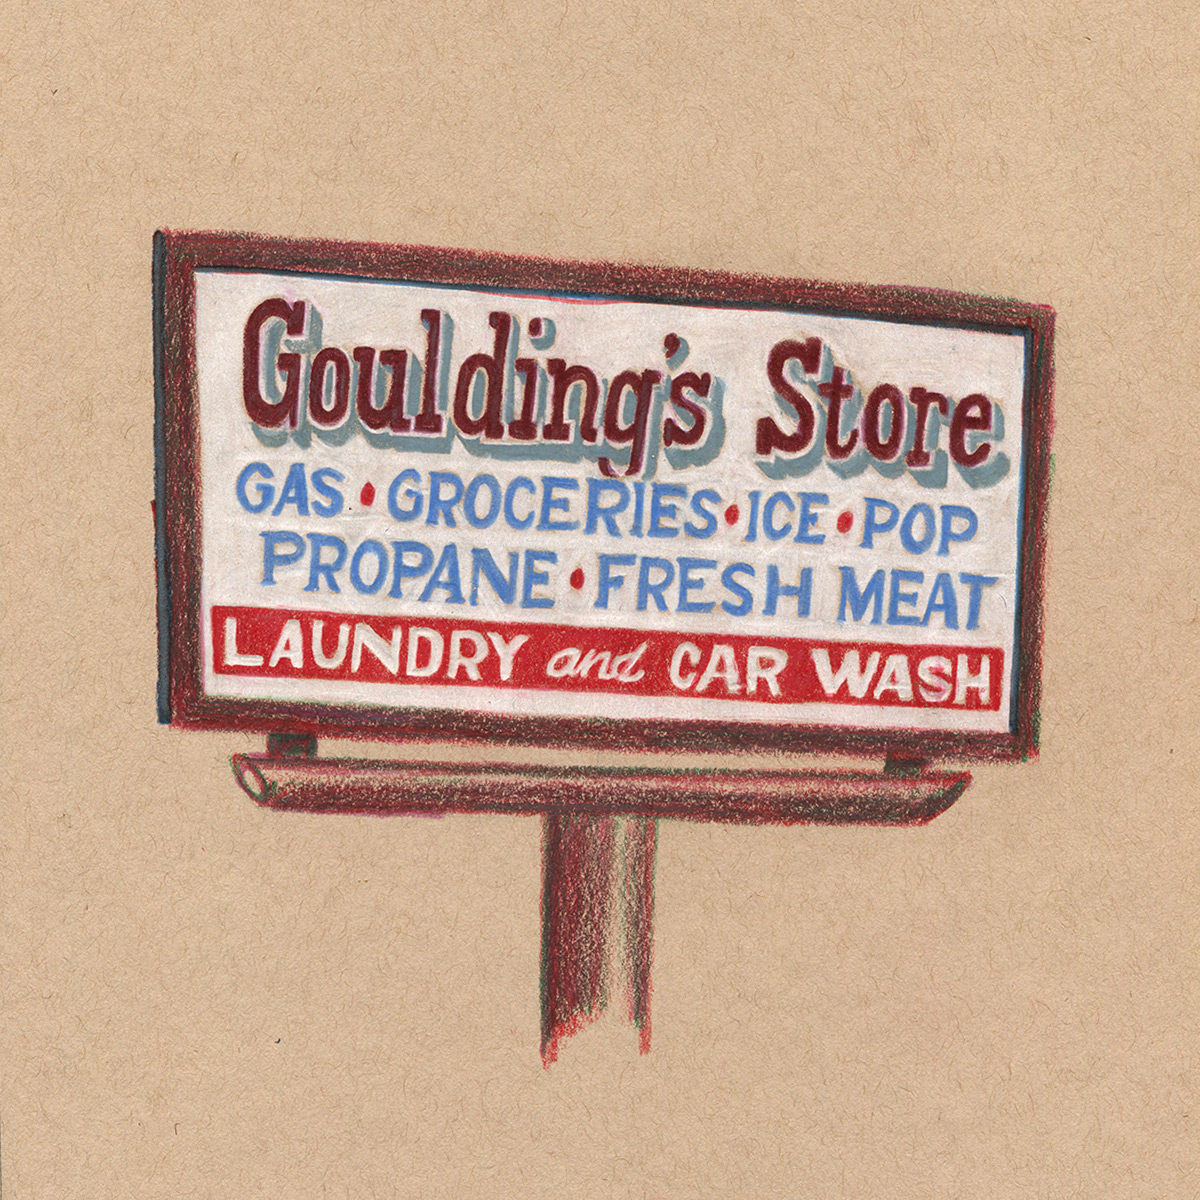 Goulding's Store
GAS • GROCERIES • ICE • POP
PROPANE • FRESH MEAT
LAUNDRY and CAR WASH